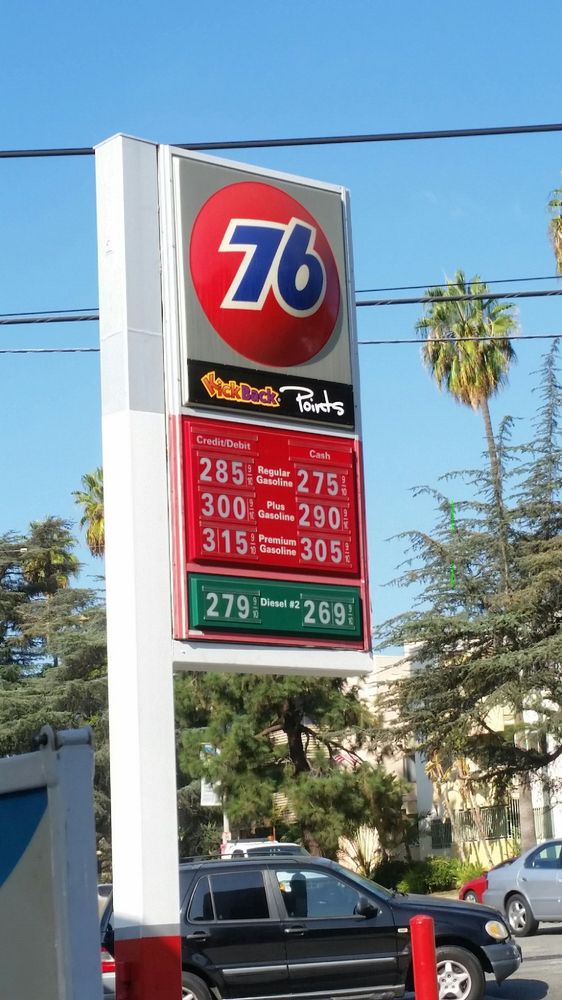 76
KickBack Points
Credit/Debit Cash
285 9/10 Regular Gasoline 275 9/10
300 9/10 Plus Gasoline 290 9/10
315 9/10 Premium Gasoline 305 9/10
279 9/10 Diesel #2 269 9/10